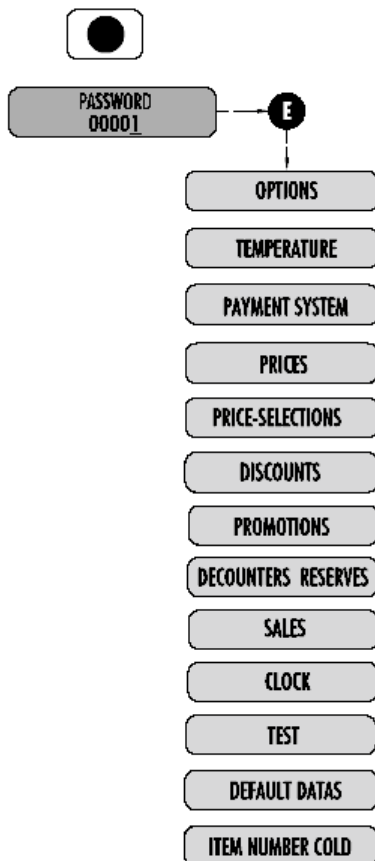 PASSWORD
00001
E
OPTIONS
TEMPERATURE
PAYMENT SYSTEM
PRICES
PRICE-SELECTIONS
DISCOUNTS
PROMOTIONS
DECOUNTERS RESERVES
SALES
CLOCK
TEST
DEFAULT DATAS
ITEM NUMBER COLD